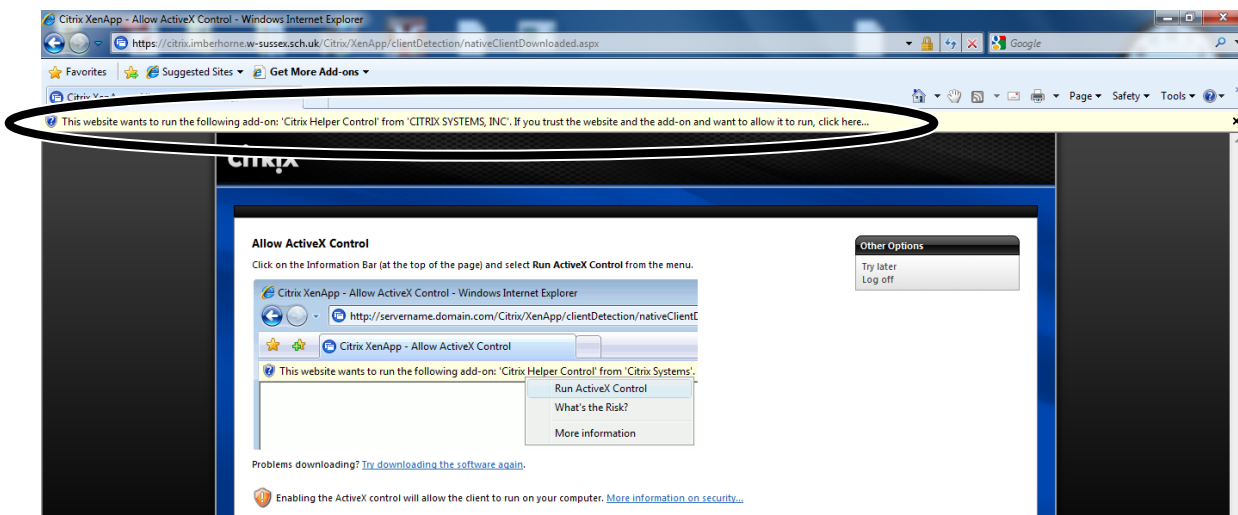 Citrix XenApp - Allow ActiveX Control - Windows Internet Explorer
https://citrix.imberhorne.w-sussex.sch.uk/Citrix/XenApp/clientDetection/nativeClientDownloaded.aspx
Google
Favorites Suggested Sites Get More Add-ons
Page Safety Tools
This website wants to run the following add-on: 'Citrix Helper Control' from 'CITRIX SYSTEMS, INC'. If you trust the website and the add-on and want to allow it to run, click here...
CITRIX
Allow ActiveX Control
Click on the Information Bar (at the top of the page) and select Run ActiveX Control from the menu.
Other Options
Try later
Log off
Citrix XenApp - Allow ActiveX Control - Windows Internet Explorer
http://servername.domain.com/Citrix/XenApp/clientDetection/nativeClientD
Citrix XenApp - Allow ActiveX Control
This website wants to run the following add-on: 'Citrix Helper Control' from 'Citrix Systems'.
Run ActiveX Control
What's the Risk?
More information
Problems downloading? Try downloading the software again.
Enabling the ActiveX control will allow the client to run on your computer. More information on security...